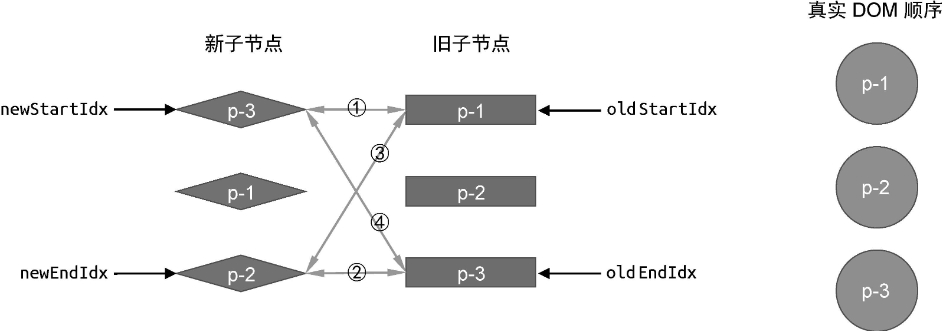 真实 DOM 顺序
新子节点
旧子节点
newStartIdx
p-3
①
p-1
oldStartIdx
p-1
③
p-1
p-2
p-2
④
newEndIdx
p-2
②
p-3
oldEndIdx
p-3